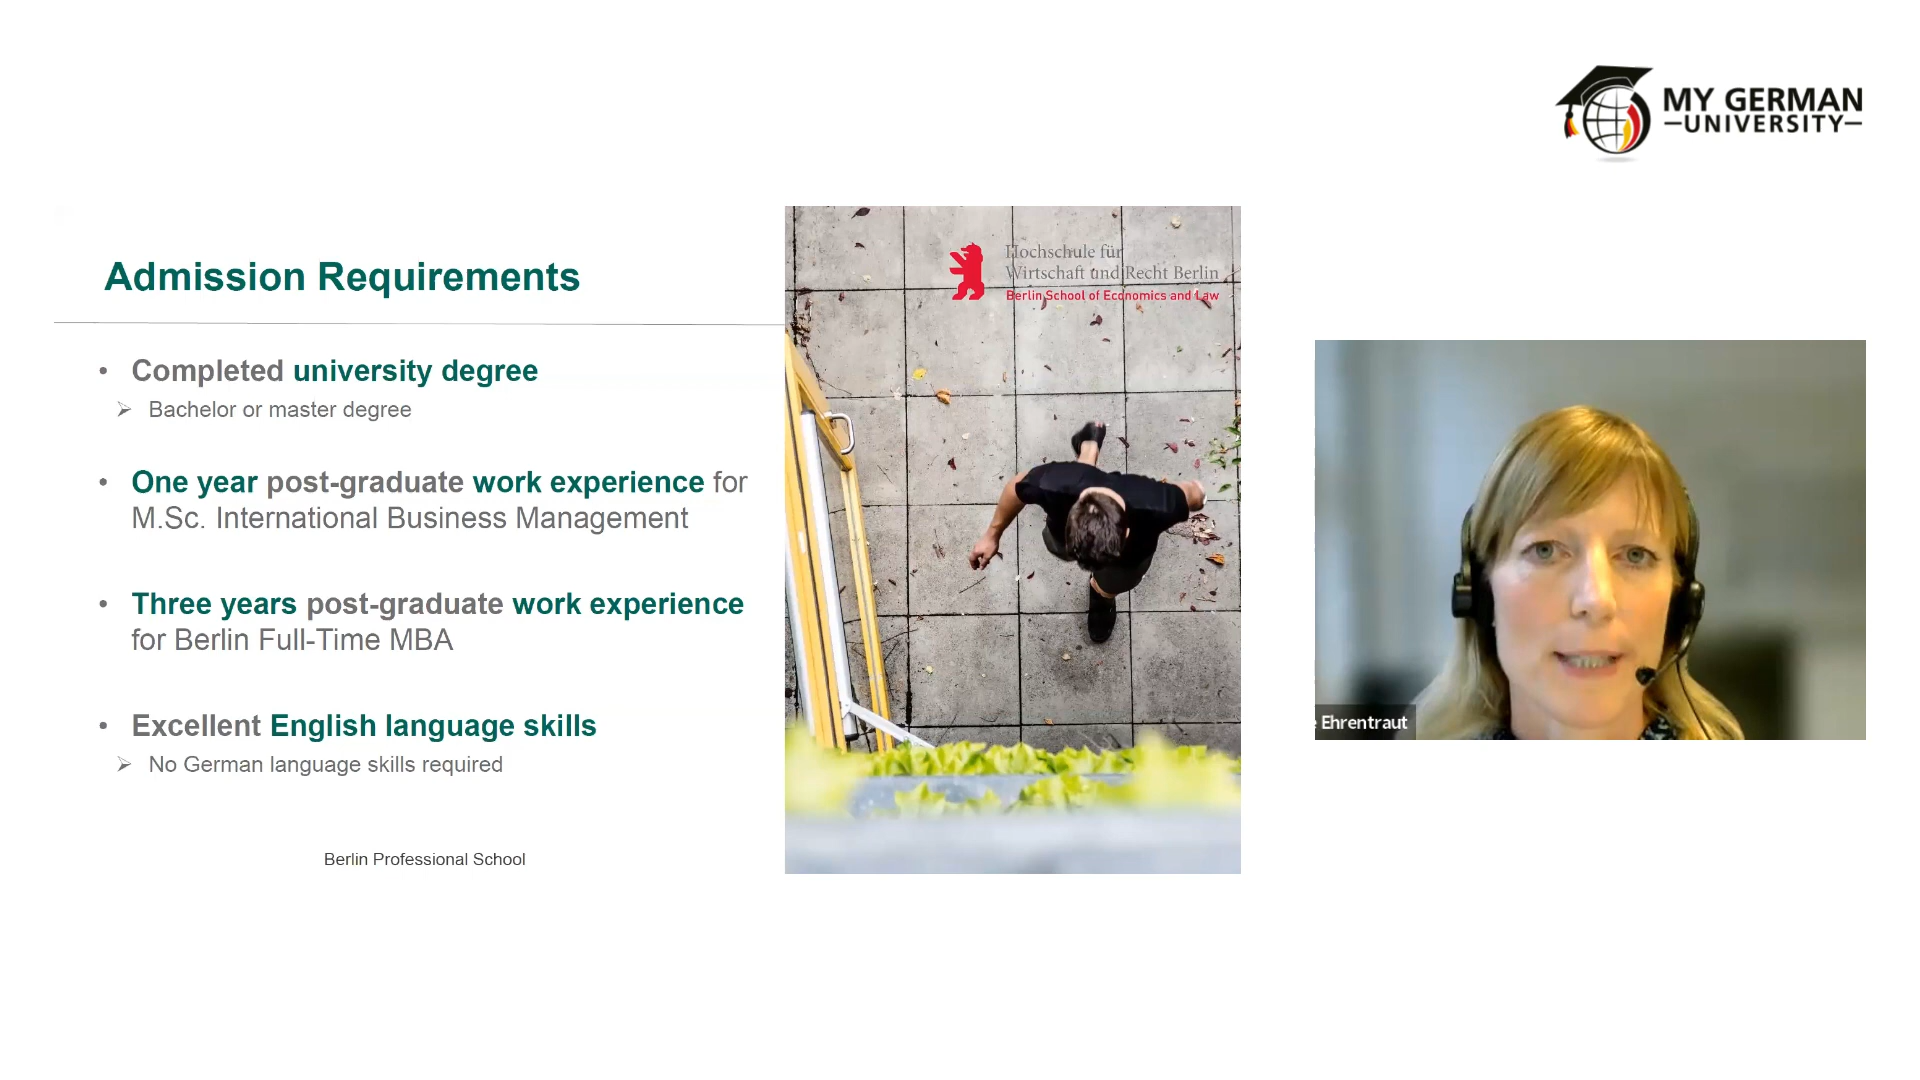 MY GERMAN
UNIVERSITY
Admission Requirements
Hochschule für
Wirtschaft und Recht Berlin
Berlin School of Economics and Law
• Completed university degree
➢ Bachelor or master degree
• One year post-graduate work experience for
M.Sc. International Business Management
• Three years post-graduate work experience
for Berlin Full-Time MBA
• Excellent English language skills
➢ No German language skills required
Berlin Professional School
Ehrentraut